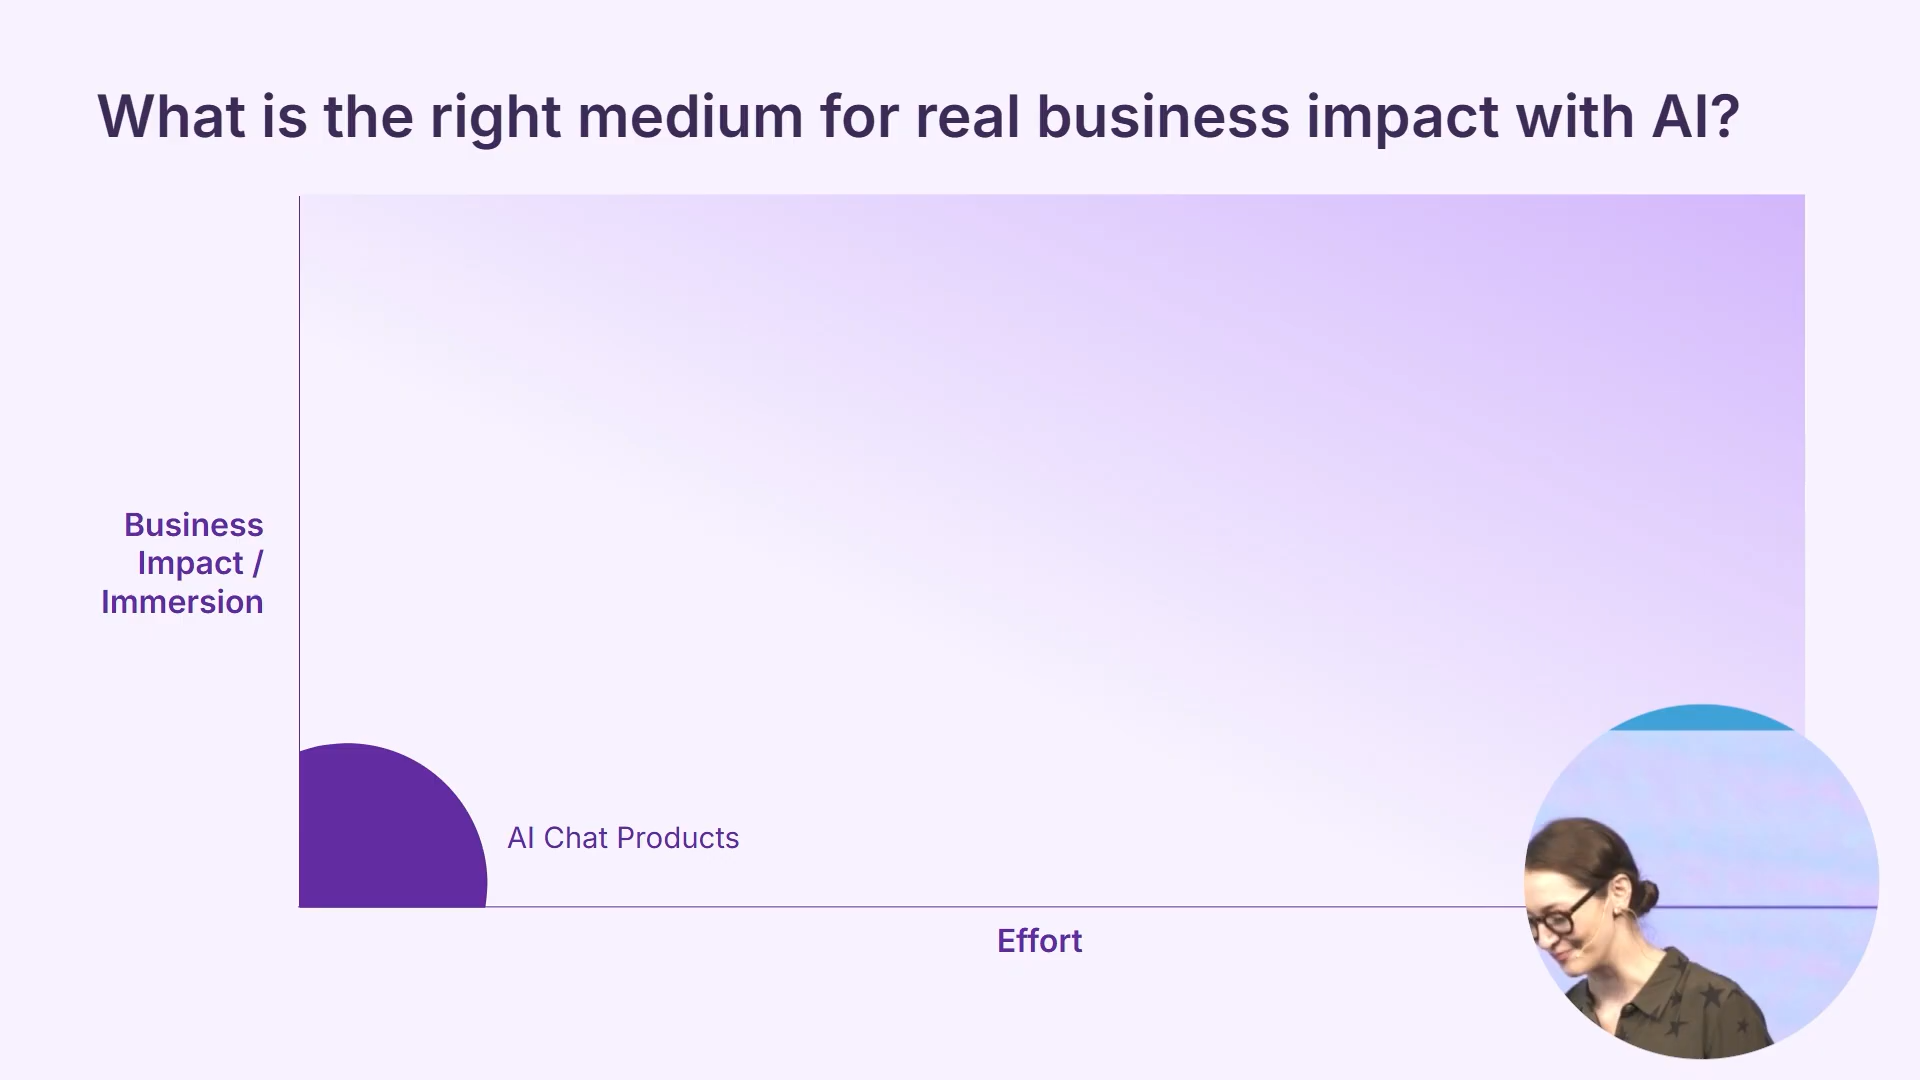 What is the right medium for real business impact with AI?
Business
Impact /
Immersion
AI Chat Products
Effort